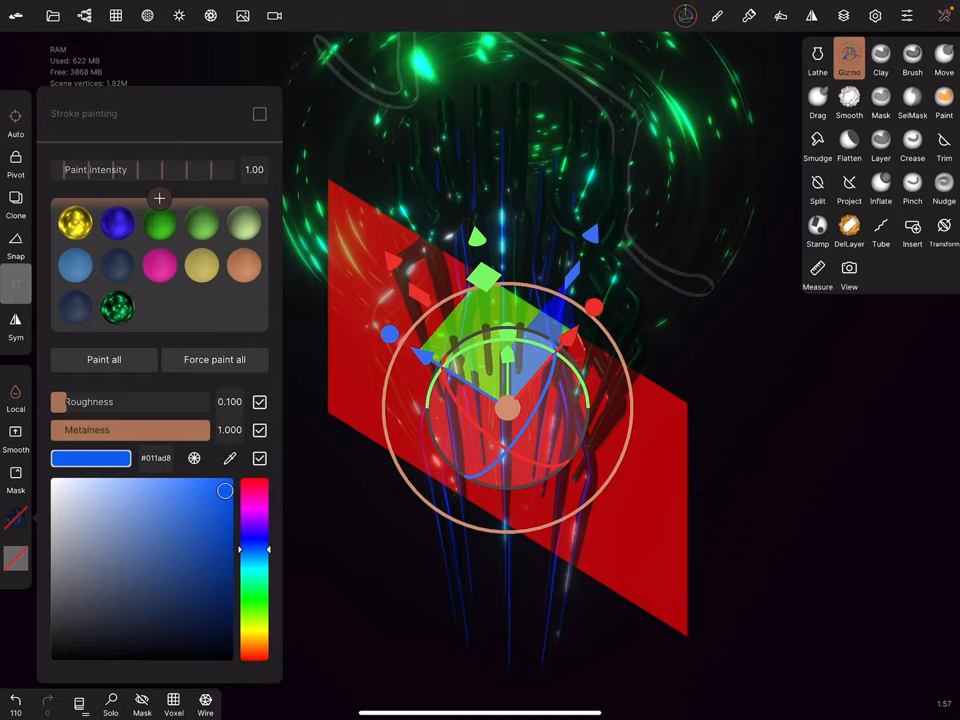 RAM
Used: 622 MB
Free: 3868 MB
Scene vertices: 1.82M
Stroke painting
Paint intensity 1.00
Paint all Force paint all
Roughness 0.100
Metalness 1.000
#011ad8
Auto
Pivot
Clone
Snap
Sym
Local
Smooth
Mask
110
0
Solo
Mask
Voxel
Wire
Lathe Gizmo Clay Brush Move
Drag Smooth Mask SelMask Paint
Smudge Flatten Layer Crease Trim
Split Project Inflate Pinch Nudge
Stamp DelLayer Tube Insert Transform
Measure View
1.57